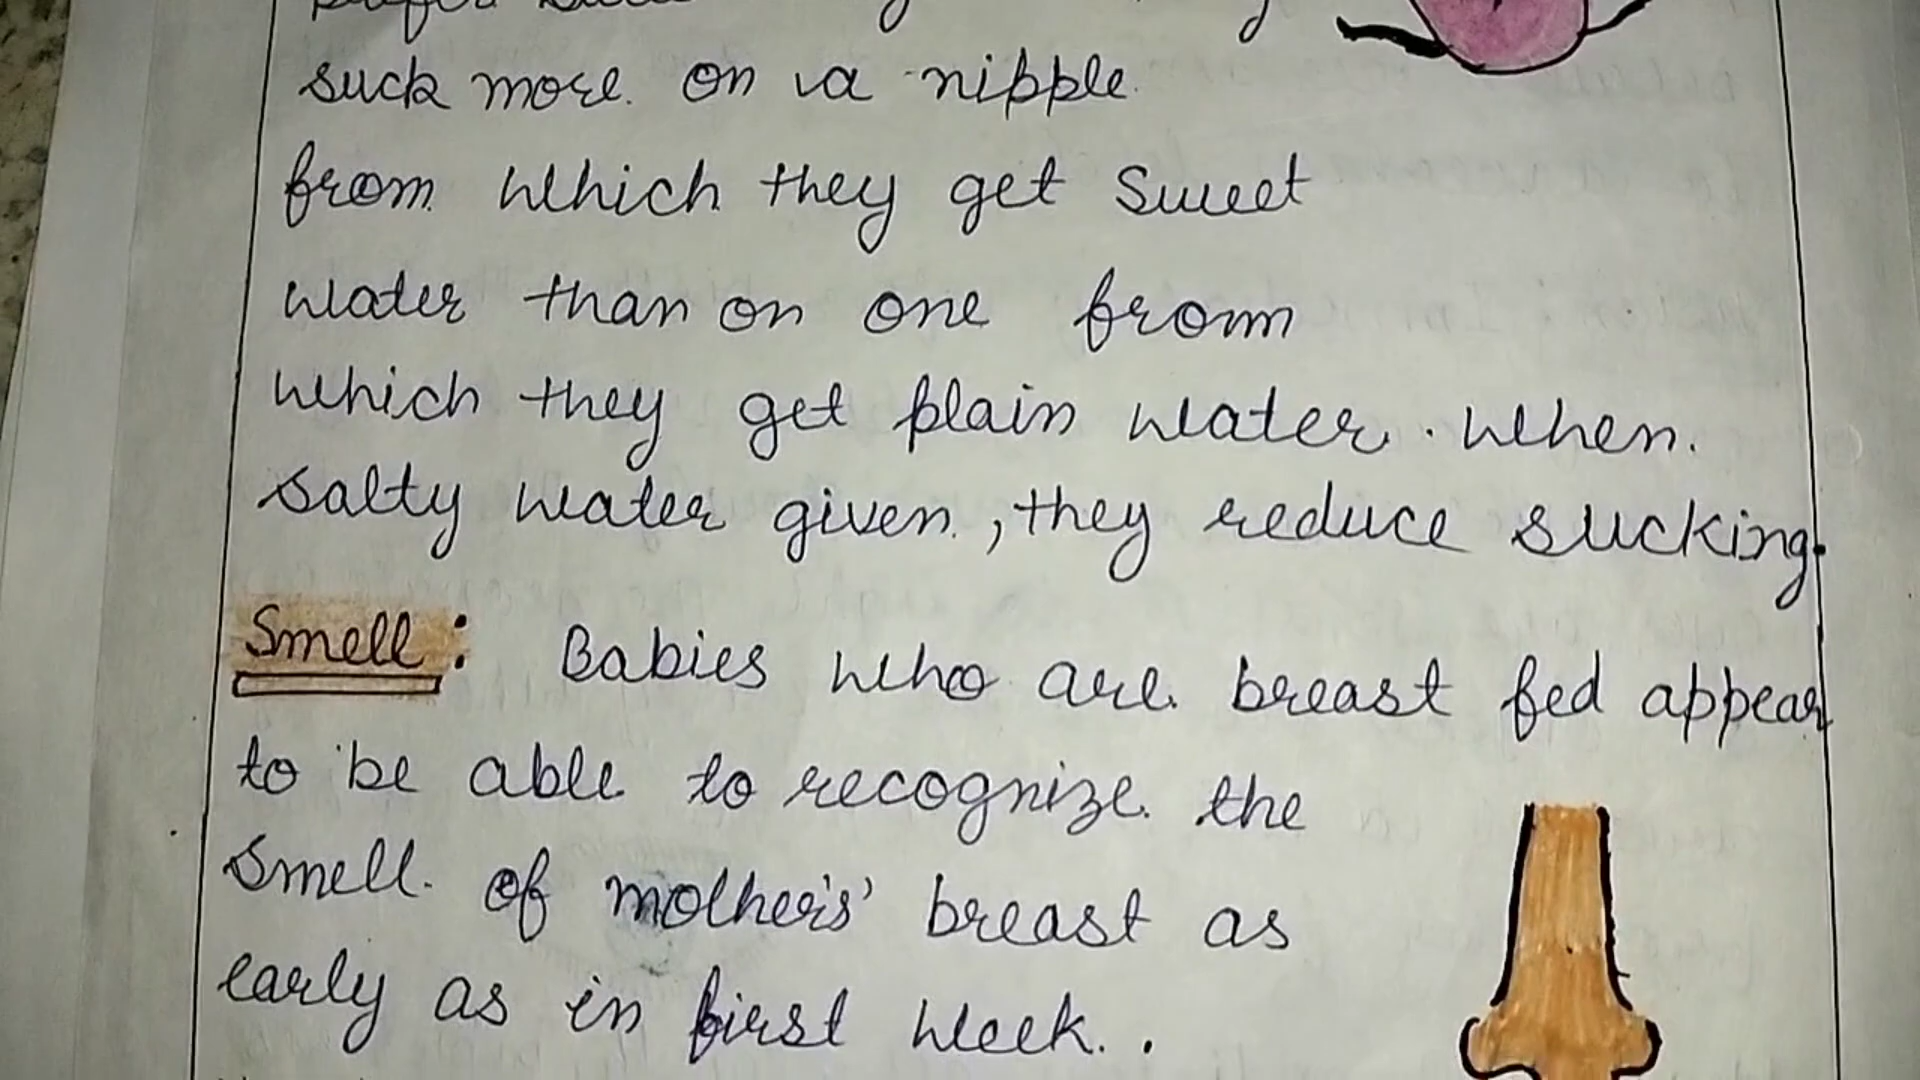 suck more on a nipple
from which they get sweet
water than on one from
which they get plain water. When
salty water given, they reduce sucking.
Smell: Babies who are breast fed appear
to be able to recognize the
smell of mother's' breast as
early as in first week..